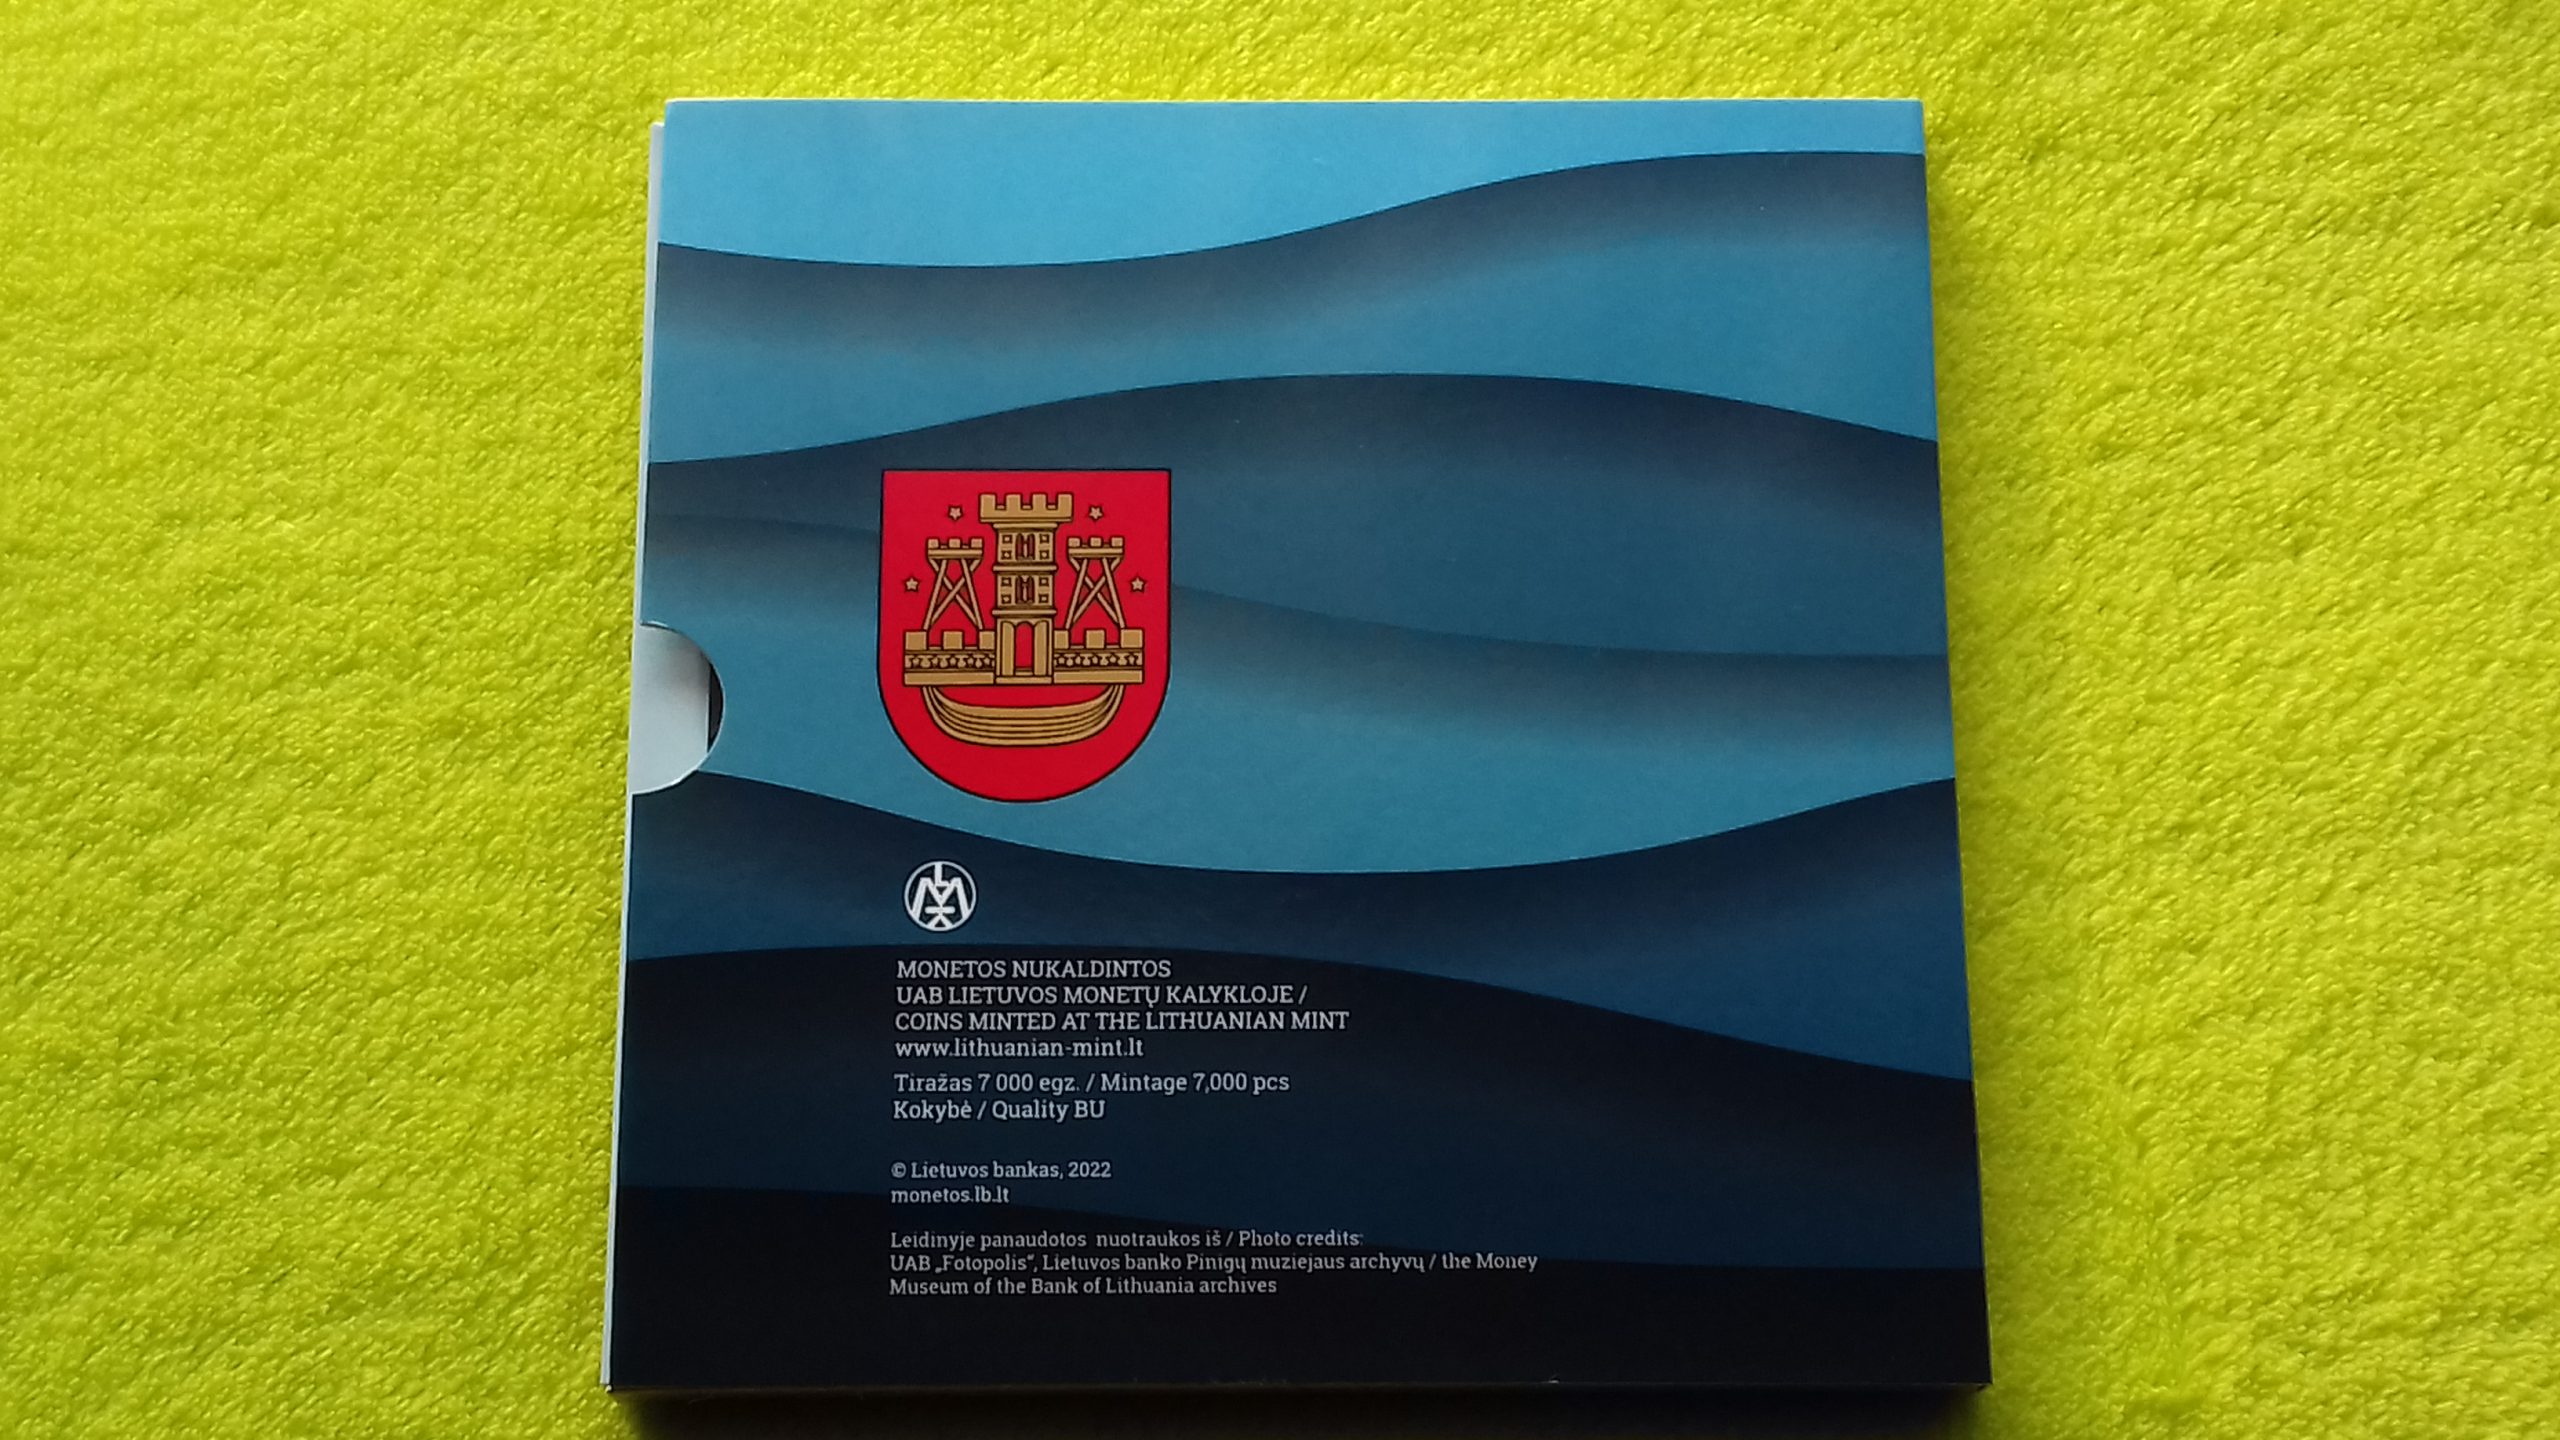 MONETOS NUKALDINTOS
UAB LIETUVOS MONETŲ KALYKLOJE /
COINS MINTED AT THE LITHUANIAN MINT
www.lithuanian-mint.lt
Tiražas 7 000 egz. / Mintage 7,000 pcs
Kokybė / Quality BU
© Lietuvos bankas, 2022
monetos.lb.lt
Leidinyje panaudotos nuotraukos iš / Photo credits:
UAB „Fotopolis“, Lietuvos banko Pinigų muziejaus archyvų / the Money
Museum of the Bank of Lithuania archives